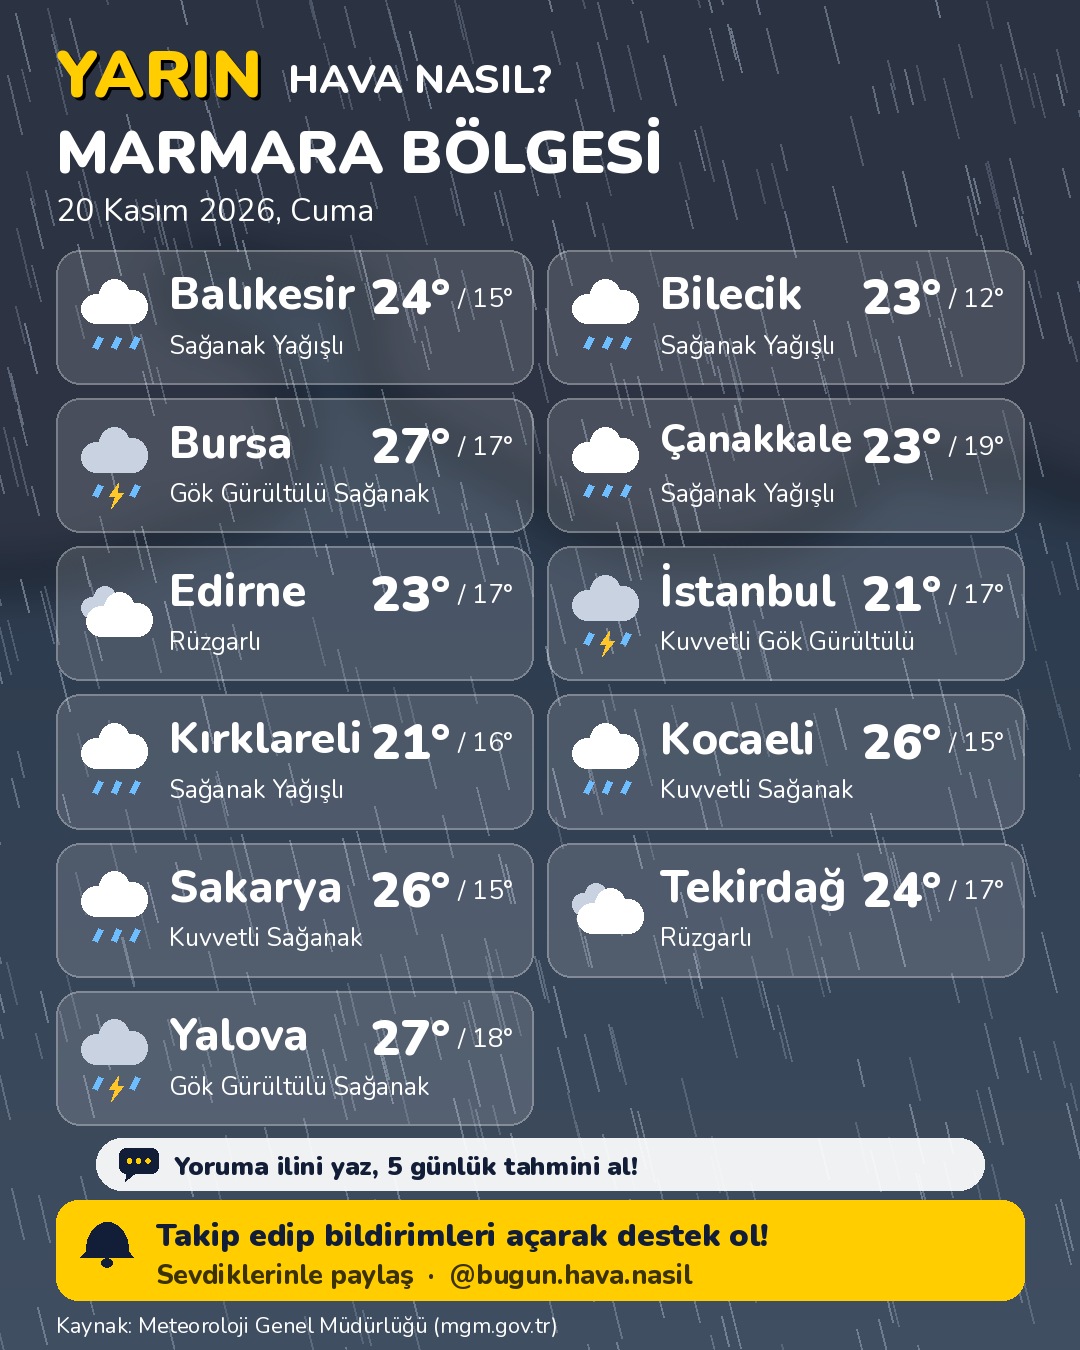 YARIN HAVA NASIL?
MARMARA BÖLGESİ
20 Kasım 2026, Cuma
Balıkesir 24° / 15°
Sağanak Yağışlı
Bilecik 23° / 12°
Sağanak Yağışlı
Bursa 27° / 17°
Gök Gürültülü Sağanak
Çanakkale 23° / 19°
Sağanak Yağışlı
Edirne 23° / 17°
Rüzgarlı
İstanbul 21° / 17°
Kuvvetli Gök Gürültülü
Kırklareli 21° / 16°
Sağanak Yağışlı
Kocaeli 26° / 15°
Kuvvetli Sağanak
Sakarya 26° / 15°
Kuvvetli Sağanak
Tekirdağ 24° / 17°
Rüzgarlı
Yalova 27° / 18°
Gök Gürültülü Sağanak
Yoruma ilini yaz, 5 günlük tahmini al!
Takip edip bildirimleri açarak destek ol!
Sevdiklerinle paylaş · @bugun.hava.nasil
Kaynak: Meteoroloji Genel Müdürlüğü (mgm.gov.tr)